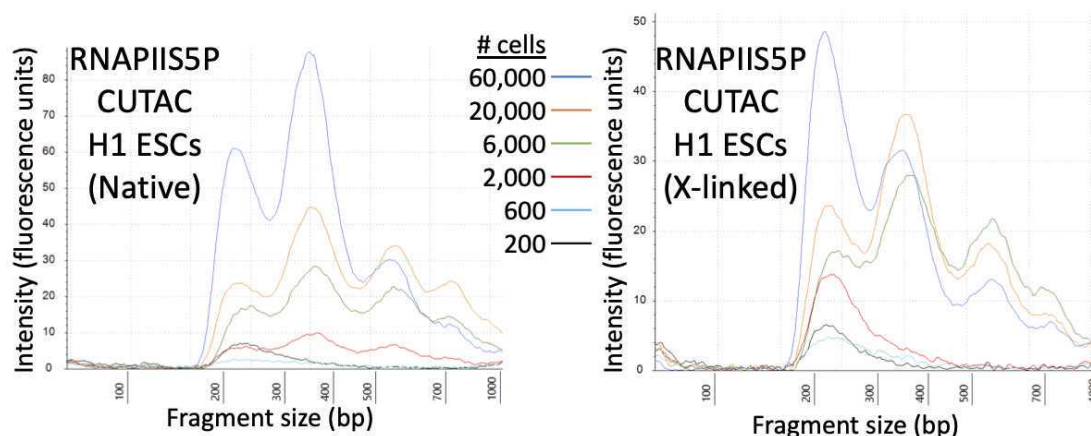 RNAPIIS5P
CUTAC
H1 ESCs
(Native)
Intensity (fluorescence units)
80
70
60
50
40
30
20
10
0
100
200
300
400
500
700
1000
Fragment size (bp)
# cells
60,000
20,000
6,000
2,000
600
200
RNAPIIS5P
CUTAC
H1 ESCs
(X-linked)
Intensity (fluorescence units)
50
40
30
20
10
0
100
200
300
400
500
700
Fragment size (bp)